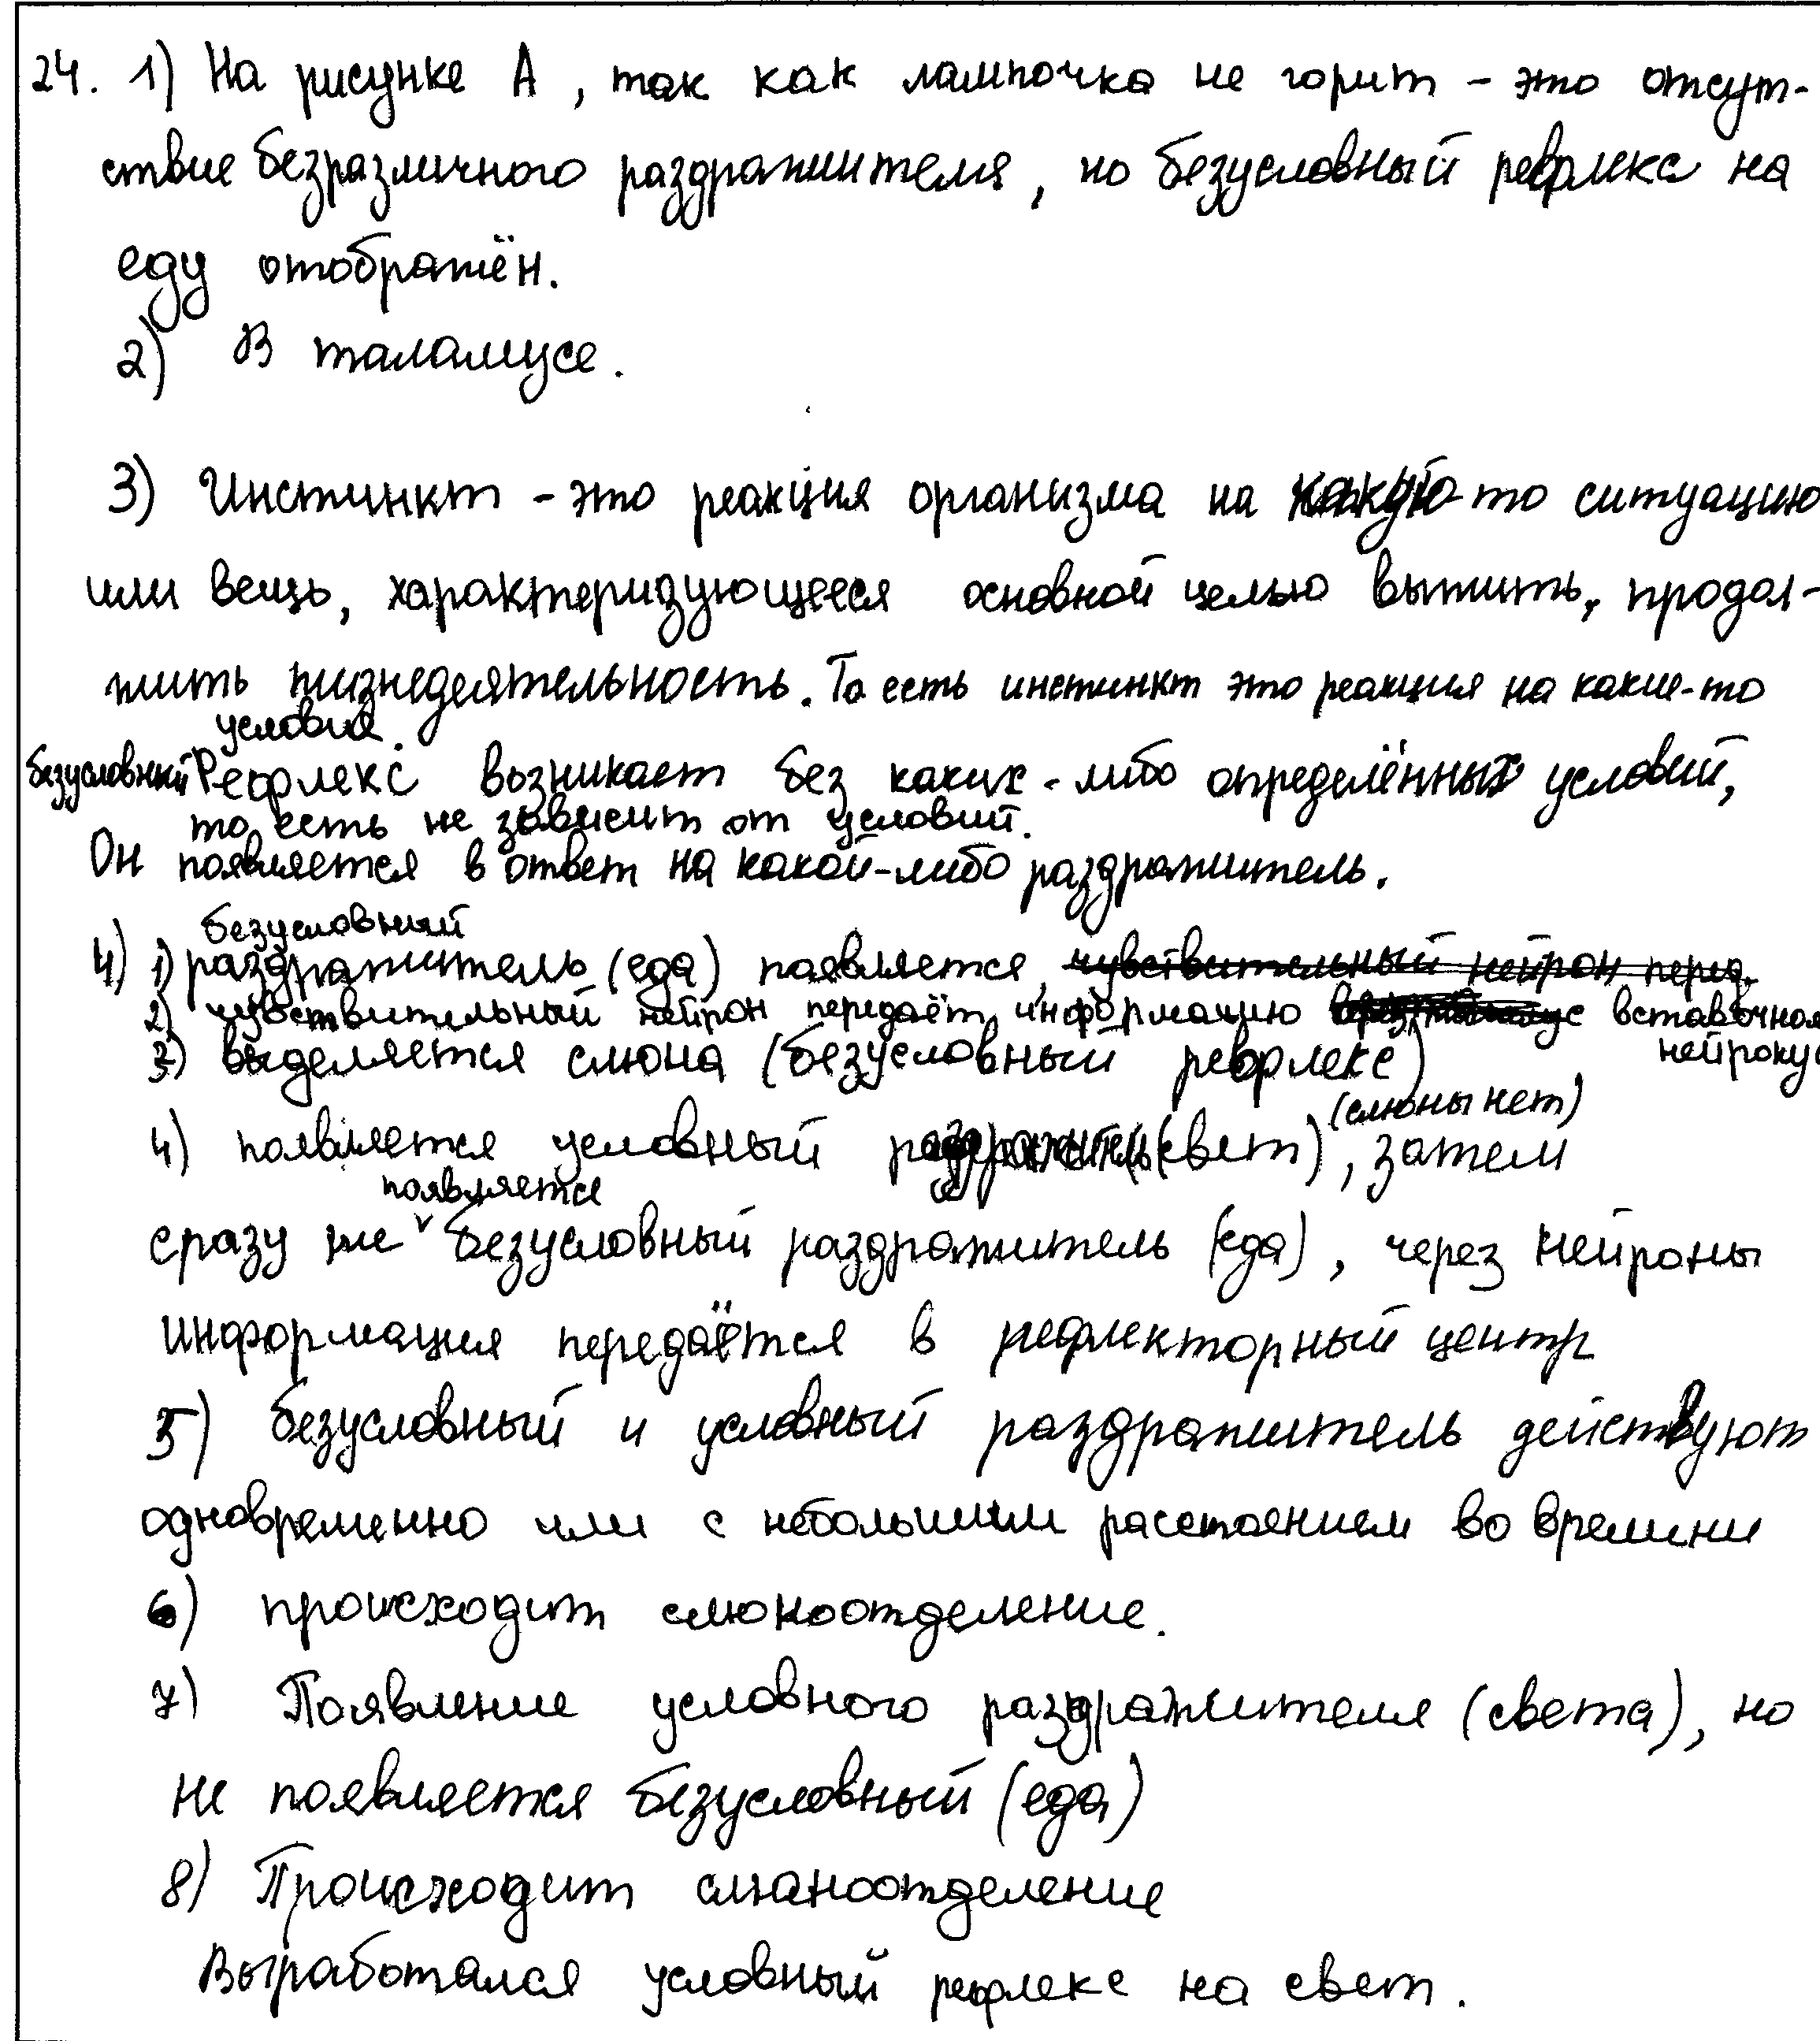 24. 1) На рисунке А, так как лампочка не горит - это отсут-
ствие безразличного раздражителя, но безусловный рефлекс на
еду отображён.
2) В таламусе.
3) Инстинкт - это реакция организма на какую-то ситуацию
или вещь, характеризующееся основной целью выжить, продол-
жить жизнедеятельность. То есть инстинкт это реакция на какие-то
условия.
безусловный Рефлекс возникает без каких-либо определённых условий,
то есть не зависит от условий.
Он появляется в ответ на какой-либо раздражитель.
безусловный
4) 1) раздражитель (еда) появляется, чувствительный нейрон перед.
2) чувствительный нейрон передаёт информацию вставочном
нейрону
3) выделяется слюна (безусловный рефлекс)
(слюны нет)
4) появляется условный раздражитель (свет), затем
появляется
сразу же безусловный раздражитель (еда), через нейроны
информация передаётся в рефлекторный центр
5) безусловный и условный раздражитель действуют
одновременно или с небольшим расстоянием во времини
6) происходит слюноотделение.
7) Появление условного раздражителя (света), но
не появляется безусловный (еда)
8) Происходит слюноотделение
Выработался условный рефлекс на свет.